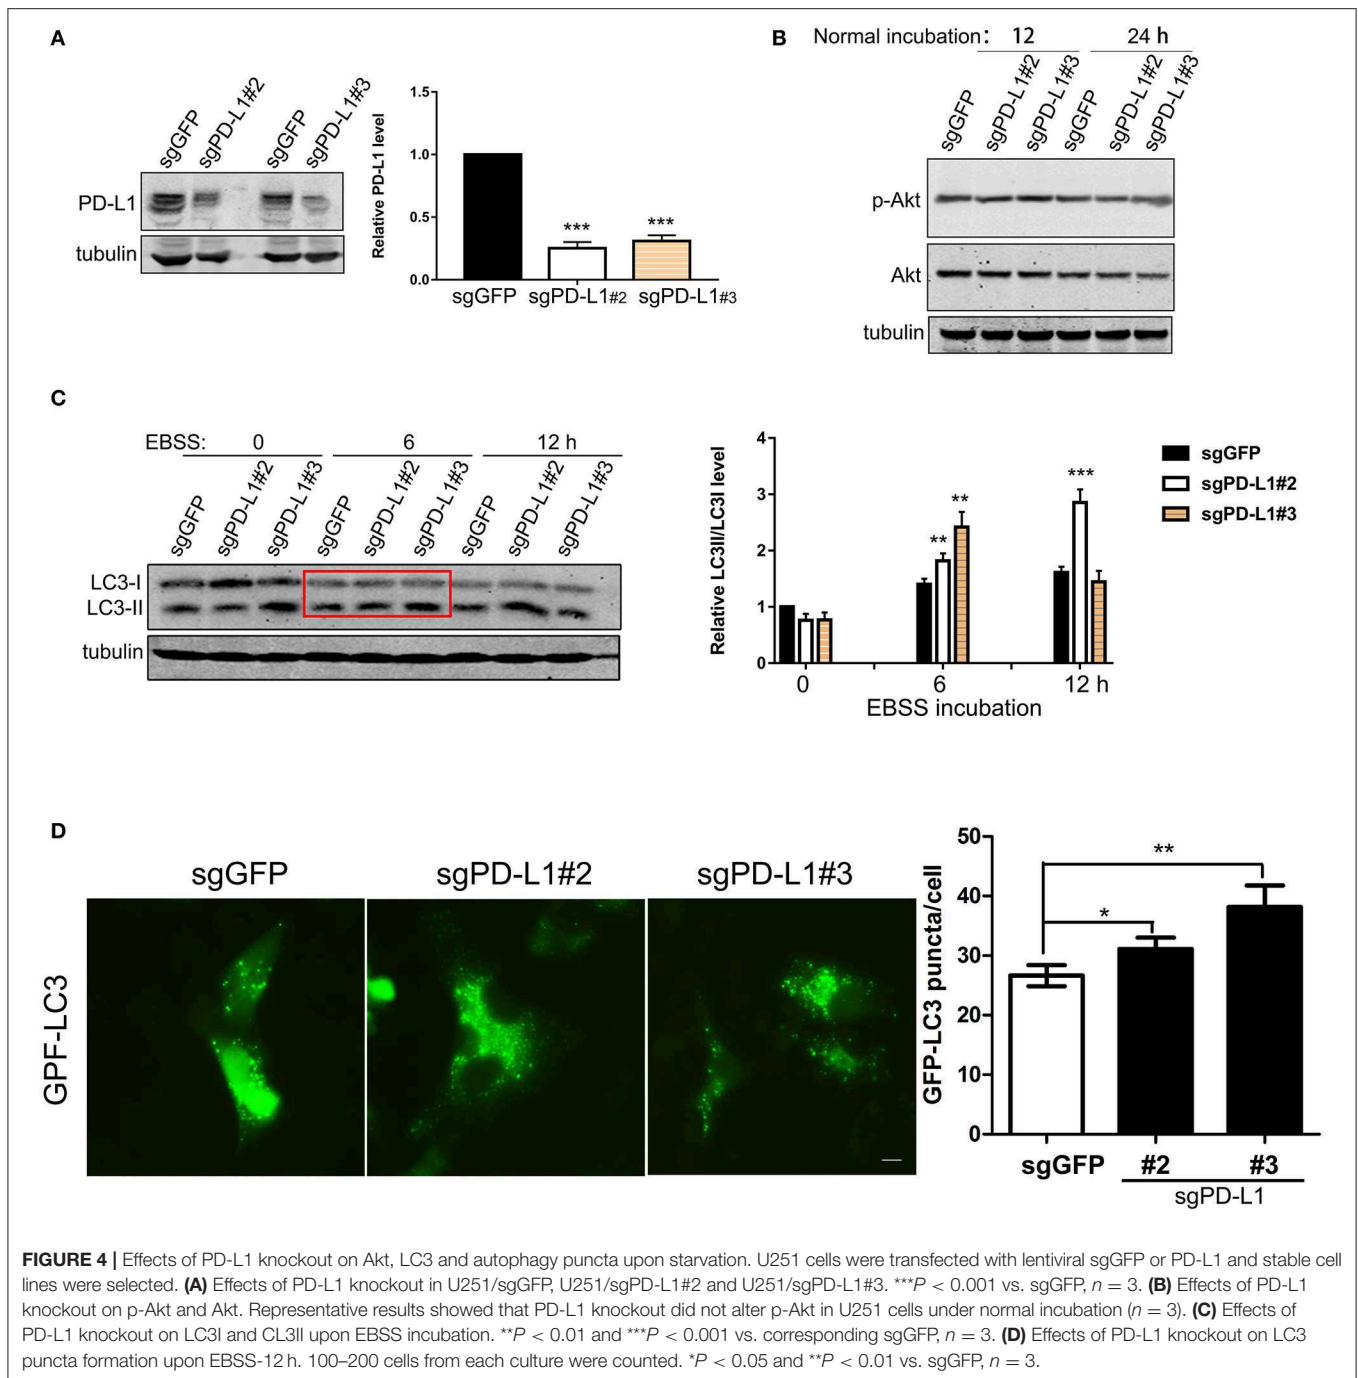 A
sgGFP
sgPD-L1#2
sgGFP
sgPD-L1#3
PD-L1
tubulin
Relative PD-L1 level
1.5
1.0
0.5
0.0
***
***
sgGFP sgPD-L1#2 sgPD-L1#3
B
Normal incubation: 12 24 h
sgGFP
sgPD-L1#2
sgPD-L1#3
sgGFP
sgPD-L1#2
sgPD-L1#3
p-Akt
Akt
tubulin
C
EBSS: 0 6 12 h
sgGFP
sgPD-L1#2
sgPD-L1#3
sgGFP
sgPD-L1#2
sgPD-L1#3
sgGFP
sgPD-L1#2
sgPD-L1#3
LC3-I
LC3-II
tubulin
Relative LC3II/LC3I level
4
3
2
1
0
**
**
***
0 6 12 h
EBSS incubation
sgGFP
sgPD-L1#2
sgPD-L1#3
D
sgGFP sgPD-L1#2 sgPD-L1#3
GPF-LC3
GFP-LC3 puncta/cell
50
40
30
20
10
0
**
*
sgGFP #2 #3
sgPD-L1
FIGURE 4 | Effects of PD-L1 knockout on Akt, LC3 and autophagy puncta upon starvation. U251 cells were transfected with lentiviral sgGFP or PD-L1 and stable cell
lines were selected. (A) Effects of PD-L1 knockout in U251/sgGFP, U251/sgPD-L1#2 and U251/sgPD-L1#3. ***P < 0.001 vs. sgGFP, n = 3. (B) Effects of PD-L1
knockout on p-Akt and Akt. Representative results showed that PD-L1 knockout did not alter p-Akt in U251 cells under normal incubation (n = 3). (C) Effects of
PD-L1 knockout on LC3I and CL3II upon EBSS incubation. **P < 0.01 and ***P < 0.001 vs. corresponding sgGFP, n = 3. (D) Effects of PD-L1 knockout on LC3
puncta formation upon EBSS-12 h. 100–200 cells from each culture were counted. *P < 0.05 and **P < 0.01 vs. sgGFP, n = 3.